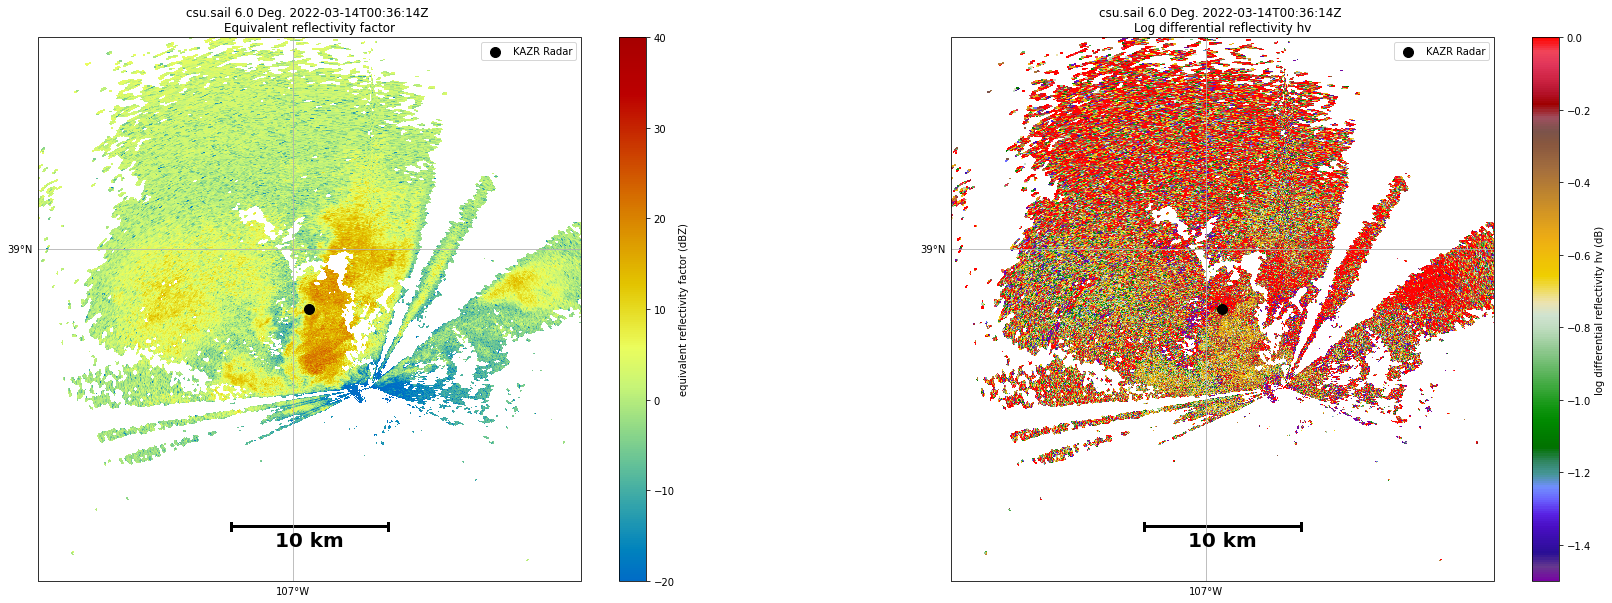 csu.sail 6.0 Deg. 2022-03-14T00:36:14Z
Equivalent reflectivity factor
KAZR Radar
39°N
107°W
10 km
40
30
20
10
0
−10
−20
equivalent reflectivity factor (dBZ)
csu.sail 6.0 Deg. 2022-03-14T00:36:14Z
Log differential reflectivity hv
KAZR Radar
39°N
107°W
10 km
0.0
−0.2
−0.4
−0.6
−0.8
−1.0
−1.2
−1.4
log differential reflectivity hv (dB)